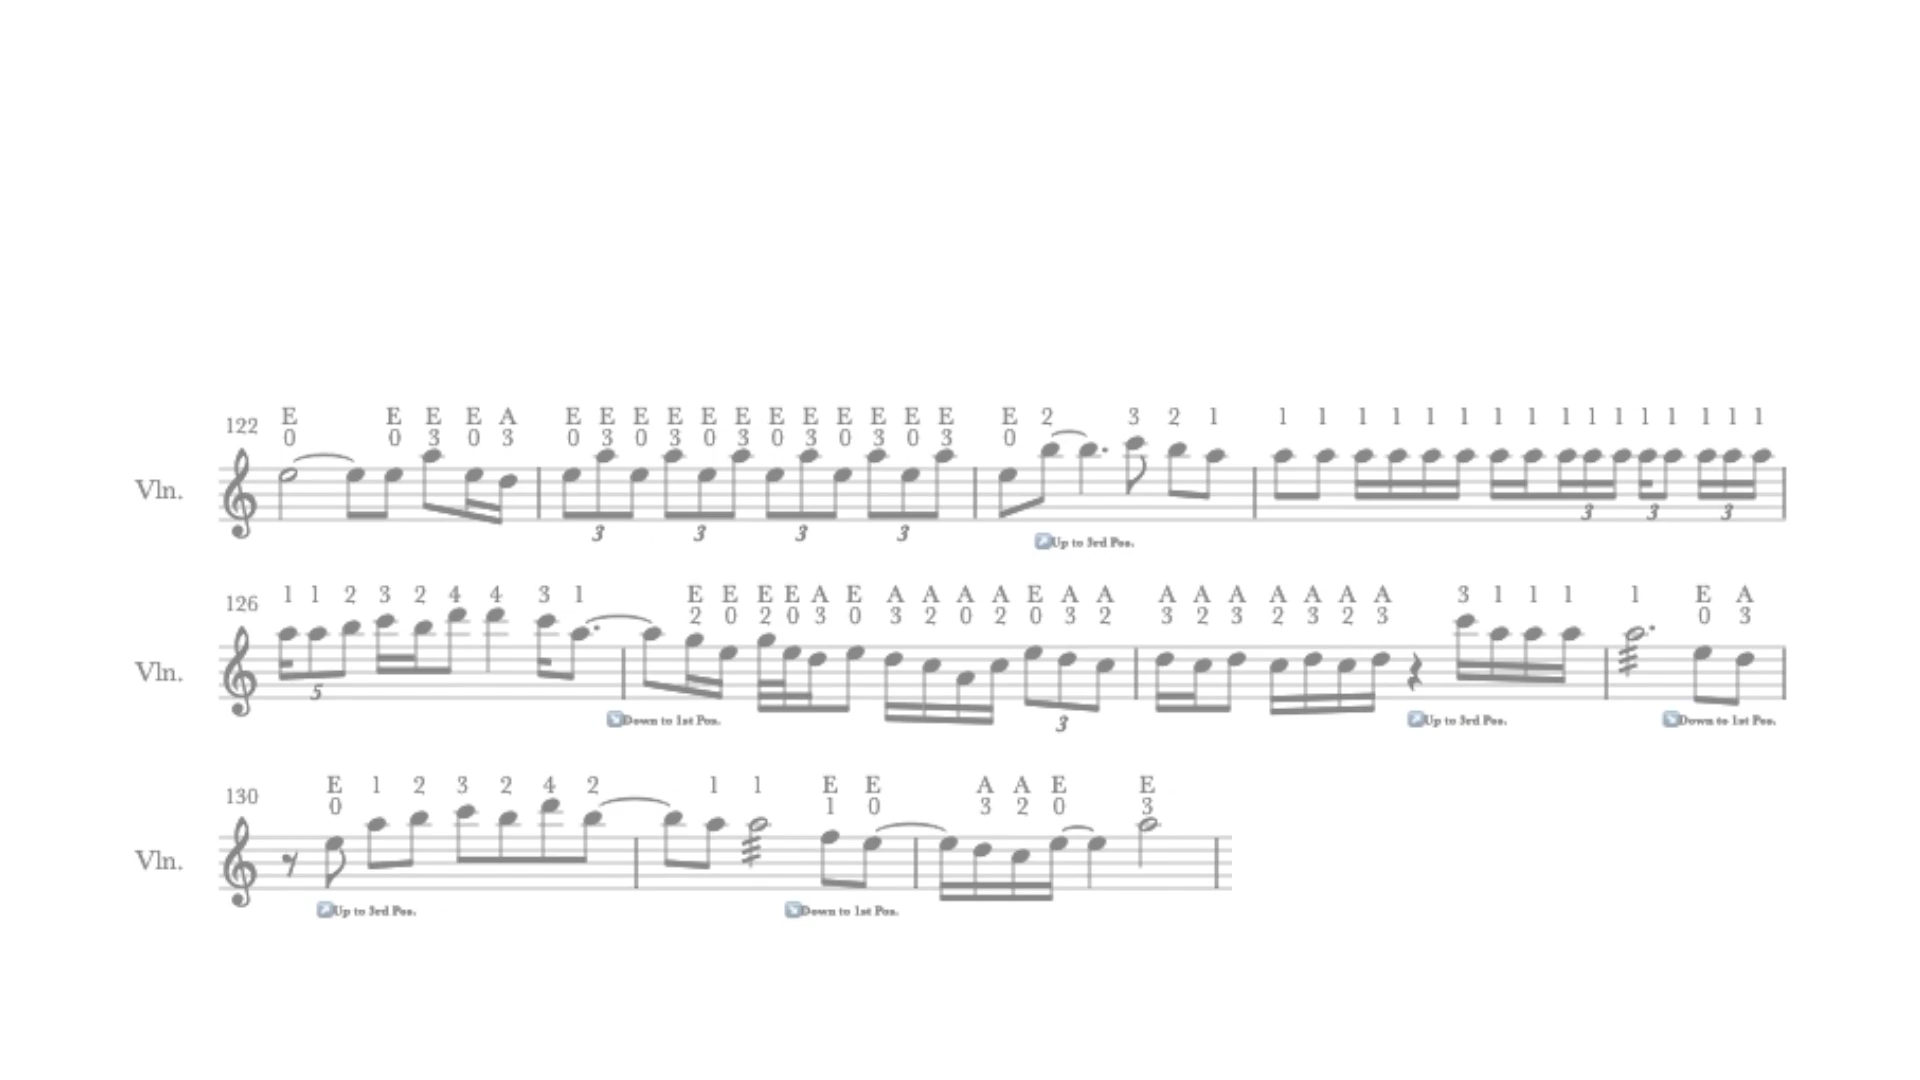 E E E E A E E E E E E E E E E E E E 2 3 2 1 1 1 1 1 1 1 1 1 1 1 1 1 1 1 1 1
122 0 0 3 0 3 0 3 0 3 0 3 0 3 0 3 0 3 0
Vln.
3 3 3 3 3 3 3
Up to 3rd Pos.
1 1 2 3 2 4 4 3 1 E E E E A E A A A A E A A A A A A A A A 3 1 1 1 1 E A
126 2 0 2 0 3 0 3 2 0 2 0 3 2 3 2 3 2 3 2 3 0 3
Vln.
5 3
Down to 1st Pos. Up to 3rd Pos. Down to 1st Pos.
E 1 2 3 2 4 2 1 1 E E A A E E
130 0 1 0 3 2 0 3
Vln.
Up to 3rd Pos. Down to 1st Pos.